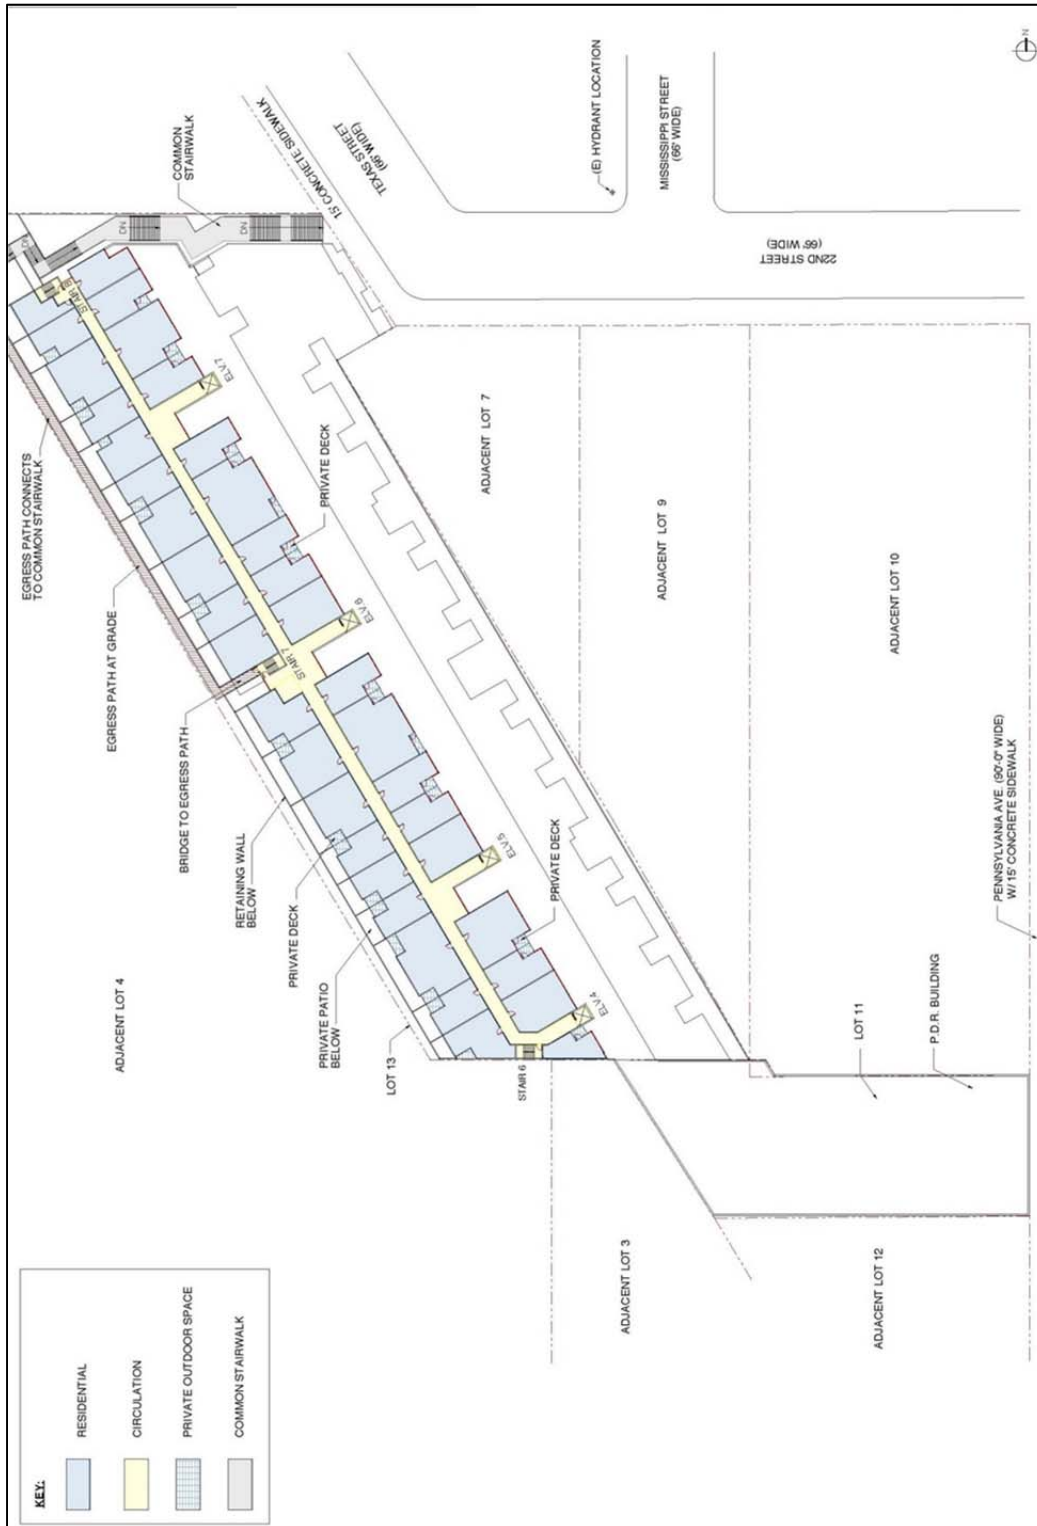 EGRESS PATH CONNECTS
TO COMMON STAIRWALK
EGRESS PATH AT GRADE
BRIDGE TO EGRESS PATH
RETAINING WALL
BELOW
PRIVATE DECK
PRIVATE PATIO
BELOW
LOT 13
ADJACENT LOT 4
COMMON
STAIRWALK
DN
DN
DN
STAIR 8
ELV.7
PRIVATE DECK
ELV.6
STAIR 7
ELV.5
PRIVATE DECK
ELV.4
STAIR 6
15' CONCRETE SIDEWALK
TEXAS STREET
(66' WIDE)
(E) HYDRANT LOCATION
MISSISSIPPI STREET
(66' WIDE)
22ND STREET
(66' WIDE)
N
ADJACENT LOT 7
ADJACENT LOT 9
ADJACENT LOT 10
PENNSYLVANIA AVE. (90'-0" WIDE)
W/ 15' CONCRETE SIDEWALK
LOT 11
P.D.R. BUILDING
ADJACENT LOT 3
ADJACENT LOT 12
KEY:
RESIDENTIAL
CIRCULATION
PRIVATE OUTDOOR SPACE
COMMON STAIRWALK